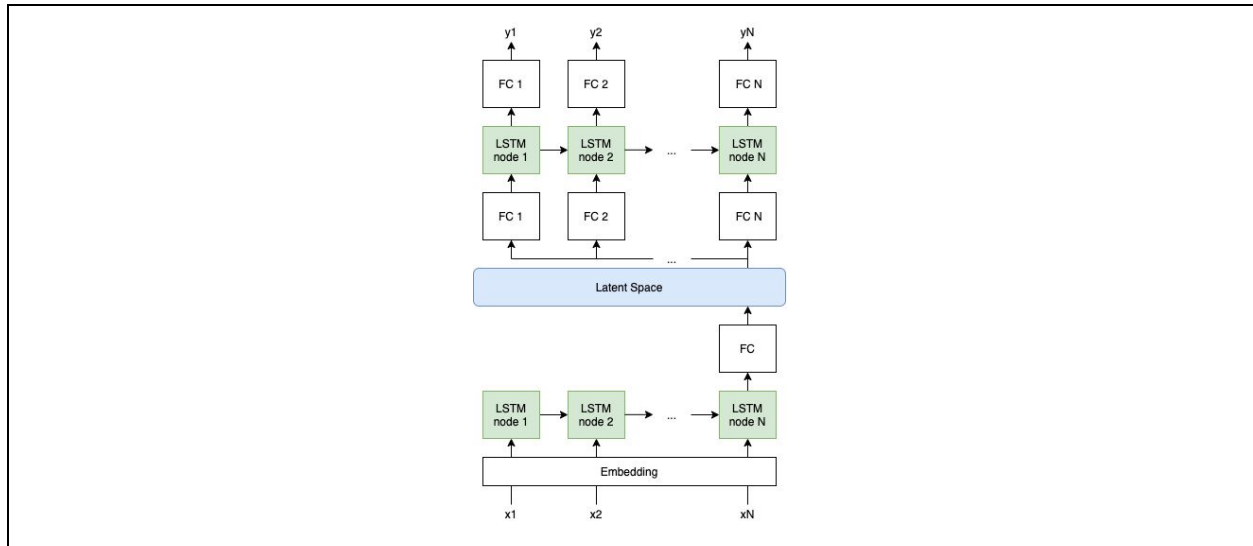 y1 y2 yN
FC 1 FC 2 FC N
LSTM LSTM LSTM
node 1 node 2 ... node N
FC 1 FC 2 FC N
...
Latent Space
FC
LSTM LSTM LSTM
node 1 node 2 ... node N
Embedding
x1 x2 xN